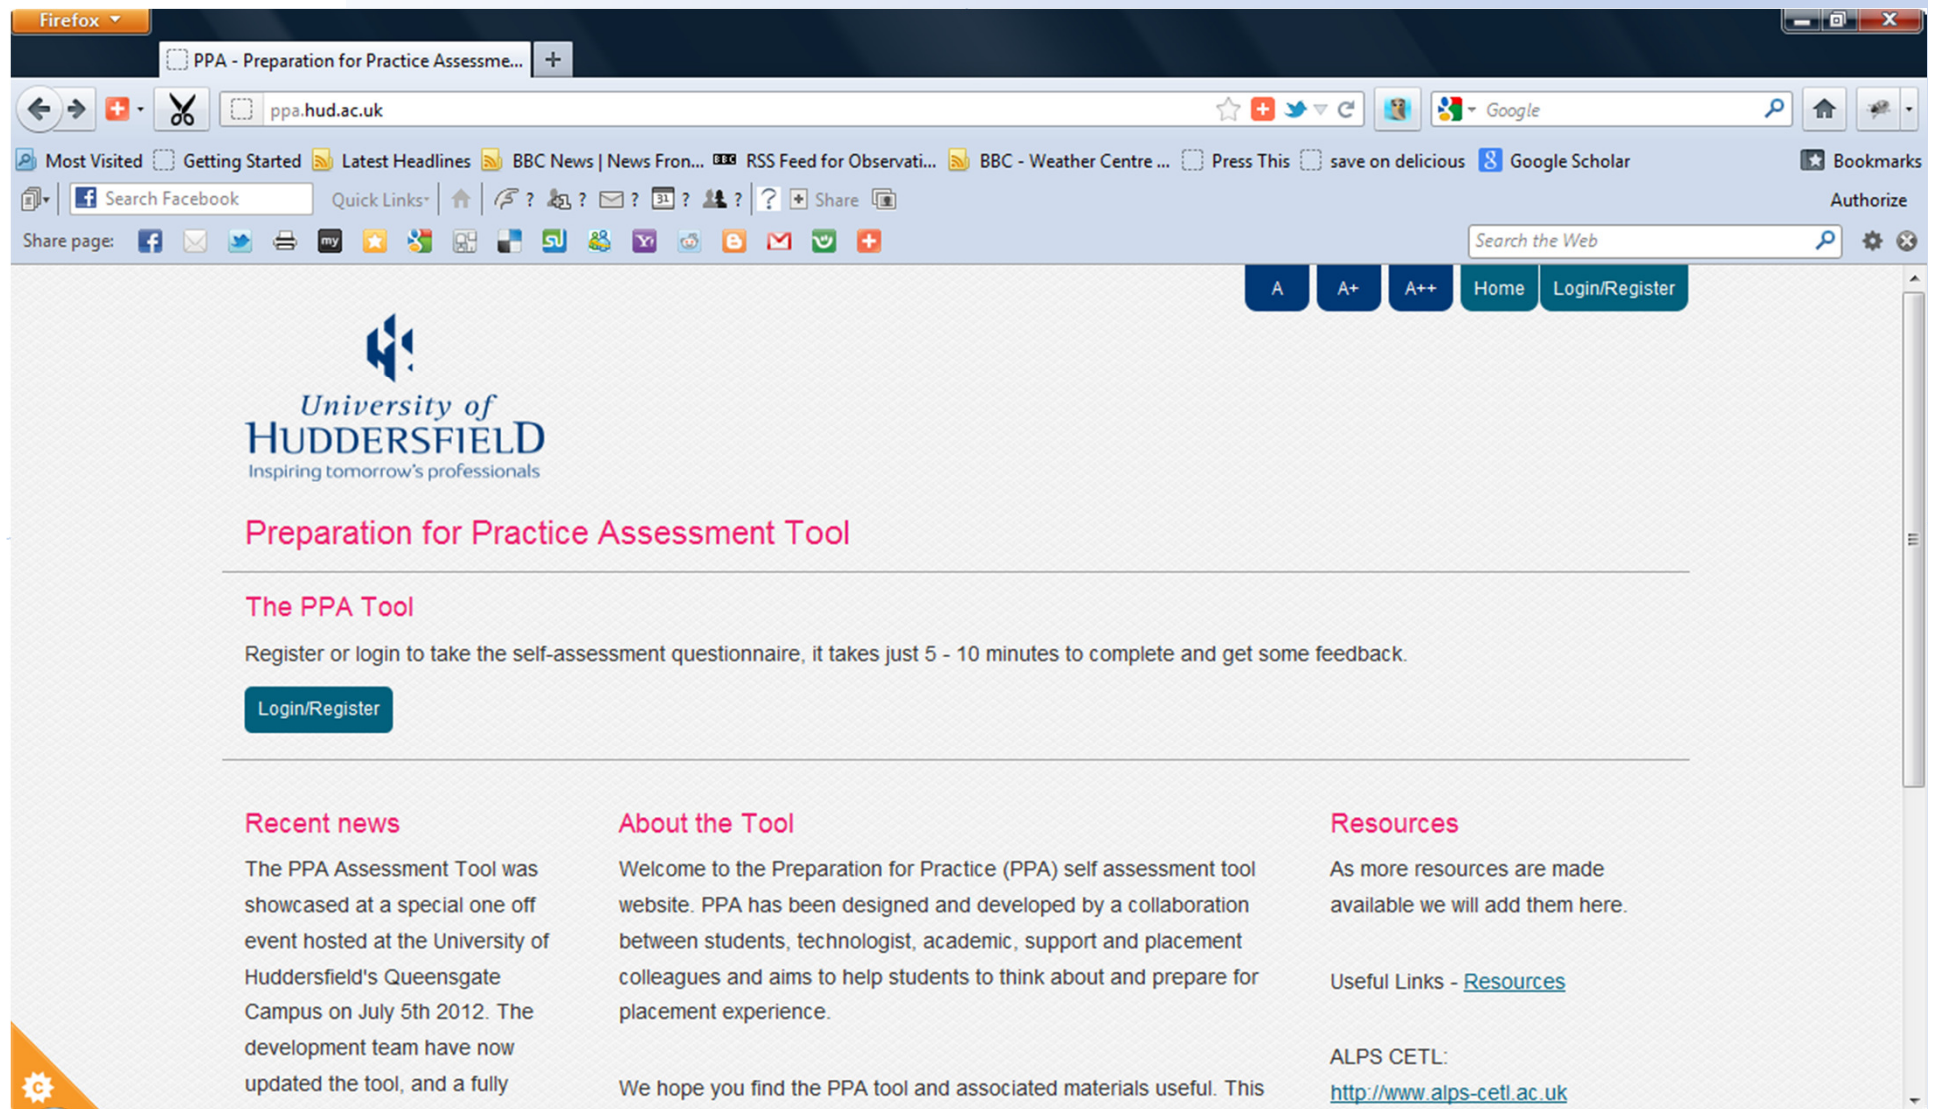 Firefox
PPA - Preparation for Practice Assessme...
ppa.hud.ac.uk
Google
Most Visited Getting Started Latest Headlines BBC News | News Fron... BBC RSS Feed for Observati... BBC - Weather Centre ... Press This save on delicious Google Scholar Bookmarks
Search Facebook Quick Links ? ? ? 31 ? ? ? Share Authorize
Share page: my Search the Web
A A+ A++ Home Login/Register
University of
HUDDERSFIELD
Inspiring tomorrow's professionals
Preparation for Practice Assessment Tool
The PPA Tool
Register or login to take the self-assessment questionnaire, it takes just 5 - 10 minutes to complete and get some feedback.
Login/Register
Recent news
The PPA Assessment Tool was
showcased at a special one off
event hosted at the University of
Huddersfield's Queensgate
Campus on July 5th 2012. The
development team have now
updated the tool, and a fully
About the Tool
Welcome to the Preparation for Practice (PPA) self assessment tool
website. PPA has been designed and developed by a collaboration
between students, technologist, academic, support and placement
colleagues and aims to help students to think about and prepare for
placement experience.
We hope you find the PPA tool and associated materials useful. This
Resources
As more resources are made
available we will add them here.
Useful Links - Resources
ALPS CETL:
http://www.alps-cetl.ac.uk